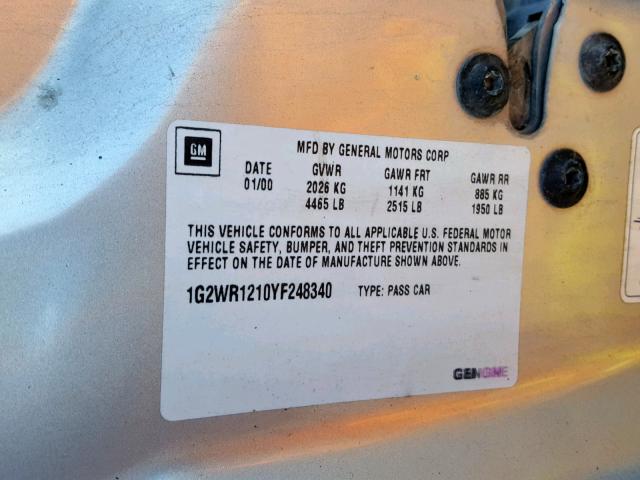 GM
MFD BY GENERAL MOTORS CORP
DATE GVWR GAWR FRT GAWR RR
01/00 2026 KG 1141 KG 885 KG
4465 LB 2515 LB 1950 LB
THIS VEHICLE CONFORMS TO ALL APPLICABLE U.S. FEDERAL MOTOR
VEHICLE SAFETY, BUMPER, AND THEFT PREVENTION STANDARDS IN
EFFECT ON THE DATE OF MANUFACTURE SHOWN ABOVE.
1G2WR1210YF248340 TYPE: PASS CAR
GENUINE